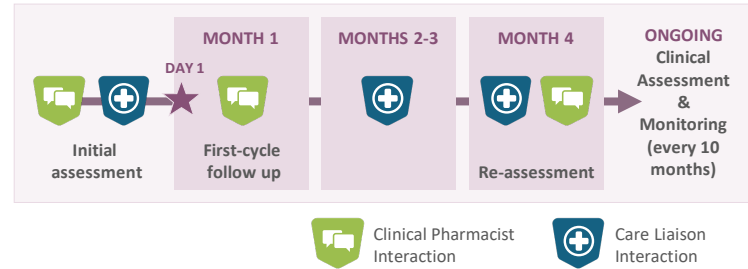 MONTH 1
MONTHS 2-3
MONTH 4
ONGOING
Clinical
Assessment
&
Monitoring
(every 10
months)
DAY 1
Initial
assessment
First-cycle
follow up
Re-assessment
Clinical Pharmacist
Interaction
Care Liaison
Interaction